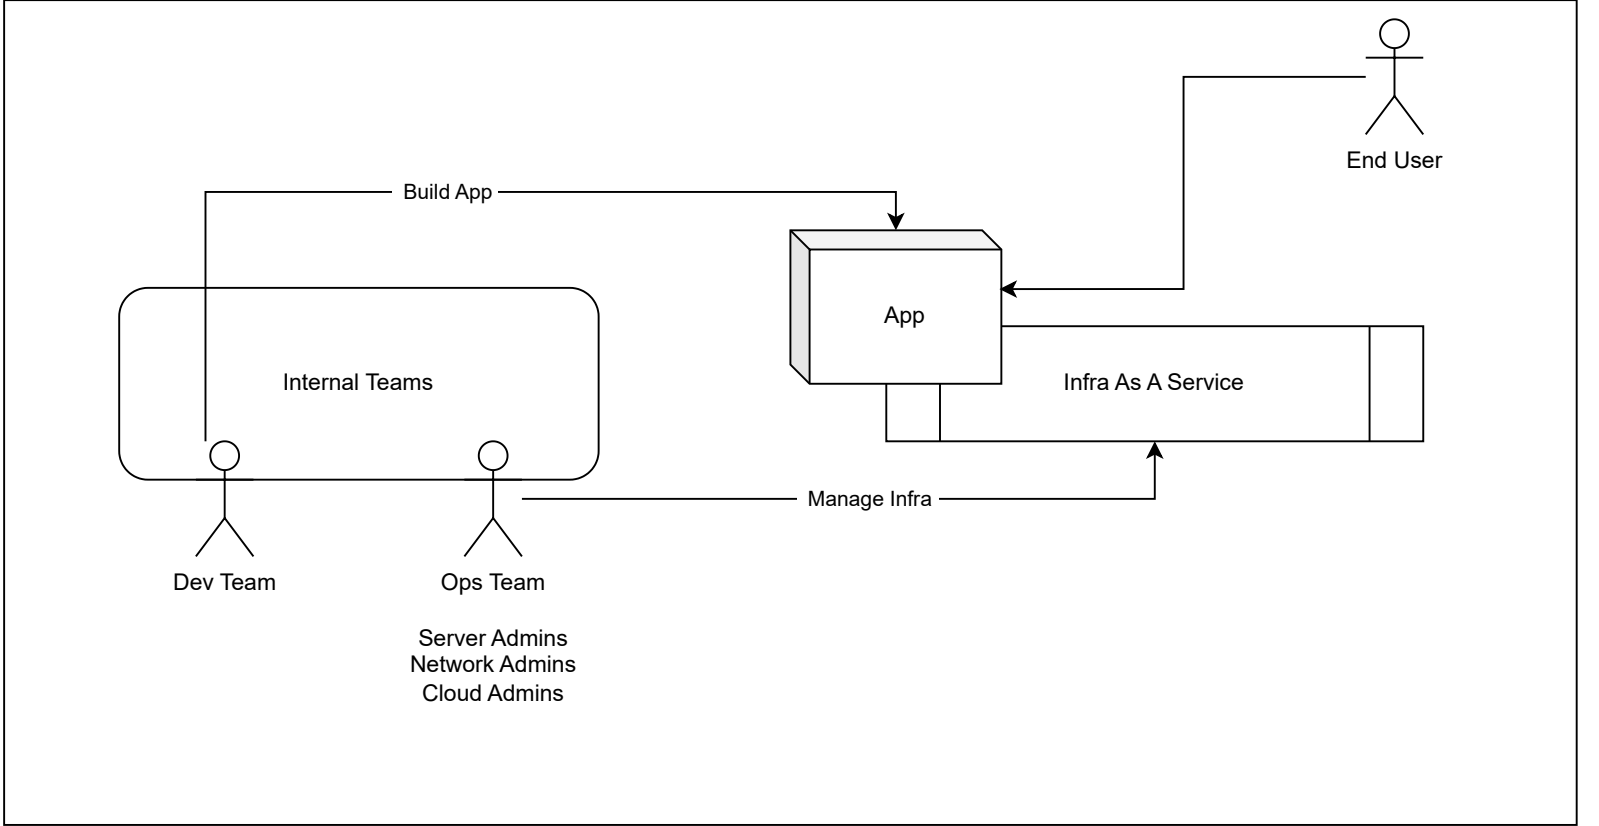 End User
Build App
App
Internal Teams
Infra As A Service
Manage Infra
Dev Team
Ops Team
Server Admins
Network Admins
Cloud Admins